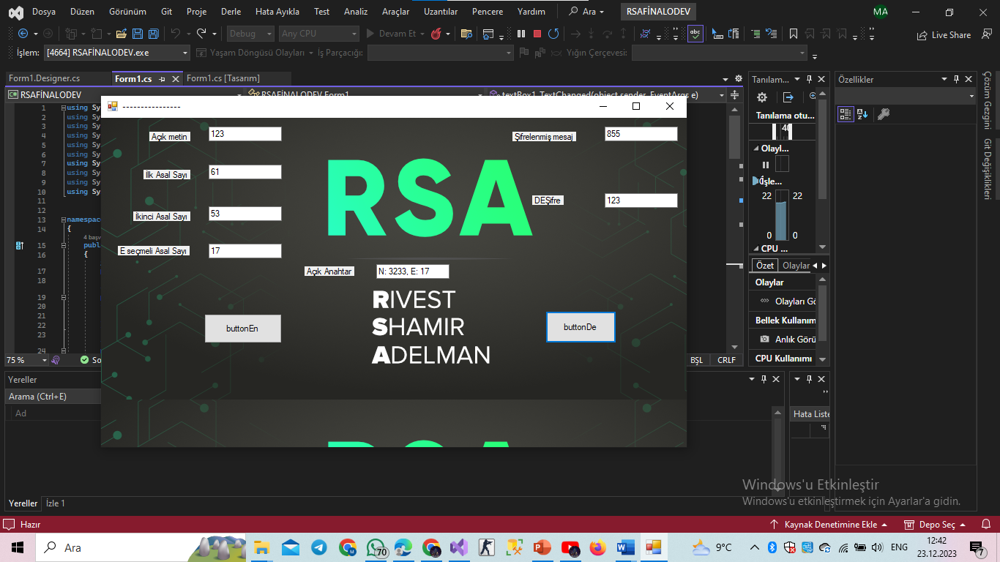 Dosya Düzen Görünüm Git Proje Derle Hata Ayıkla Test Analiz Araçlar Uzantılar Pencere Yardım Ara RSAFİNALODEV MA
Debug Any CPU Devam Et abc Live Share
İşlem: [4664] RSAFİNALODEV.exe Yaşam Döngüsü Olayları İş Parçacığı: Yığın Çerçevesi:
Form1.Designer.cs Form1.cs Form1.cs [Tasarım]
C# RSAFİNALODEV RSAFİNALODEV.Form1 textBox1_TextChanged(object sender, EventArgs e)
1 using Sy
2 using Sy
3 using Sy
4 using Sy
5 using Sy
6 using Sy
7 using Sy
8 using Sy
9 using Sy
10 using Sy
11
12
13 namespac
14 {
4 başv
15 publ
16 {
17
18
19
20
21
22
23
24
75 % So BŞL CRLF
----------------
Açık metin 123
İlk Asal Sayı 61
İkinci Asal Sayı 53
E seçmeli Asal Sayı 17
Şifrelenmiş mesaj 855
DEŞifre 123
RSA
Açık Anahtar N: 3233, E: 17
RIVEST
SHAMIR
ADELMAN
buttonEn
buttonDe
Tanılam...
Tanılama otu...
40
Olayl...
İşle...
22 22
0 0
CPU ...
Özet Olaylar
Olaylar
Olayları Gö
Bellek Kullanım
Anlık Görü
CPU Kullanımı
Özellikler
Çözüm Gezgini
Git Değişiklikleri
Yereller
Arama (Ctrl+E)
Ad
Hata Liste
Yereller İzle 1
Windows'u Etkinleştir
Windows'u etkinleştirmek için Ayarlar'a gidin.
Hazır Kaynak Denetimine Ekle Depo Seç
Ara 70 9°C ENG 12:42
23.12.2023 7